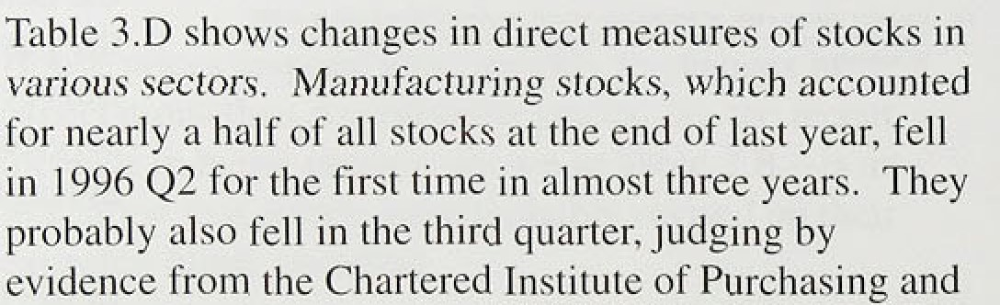 Table 3.D shows changes in direct measures of stocks in
various sectors. Manufacturing stocks, which accounted
for nearly a half of all stocks at the end of last year, fell
in 1996 Q2 for the first time in almost three years. They
probably also fell in the third quarter, judging by
evidence from the Chartered Institute of Purchasing and